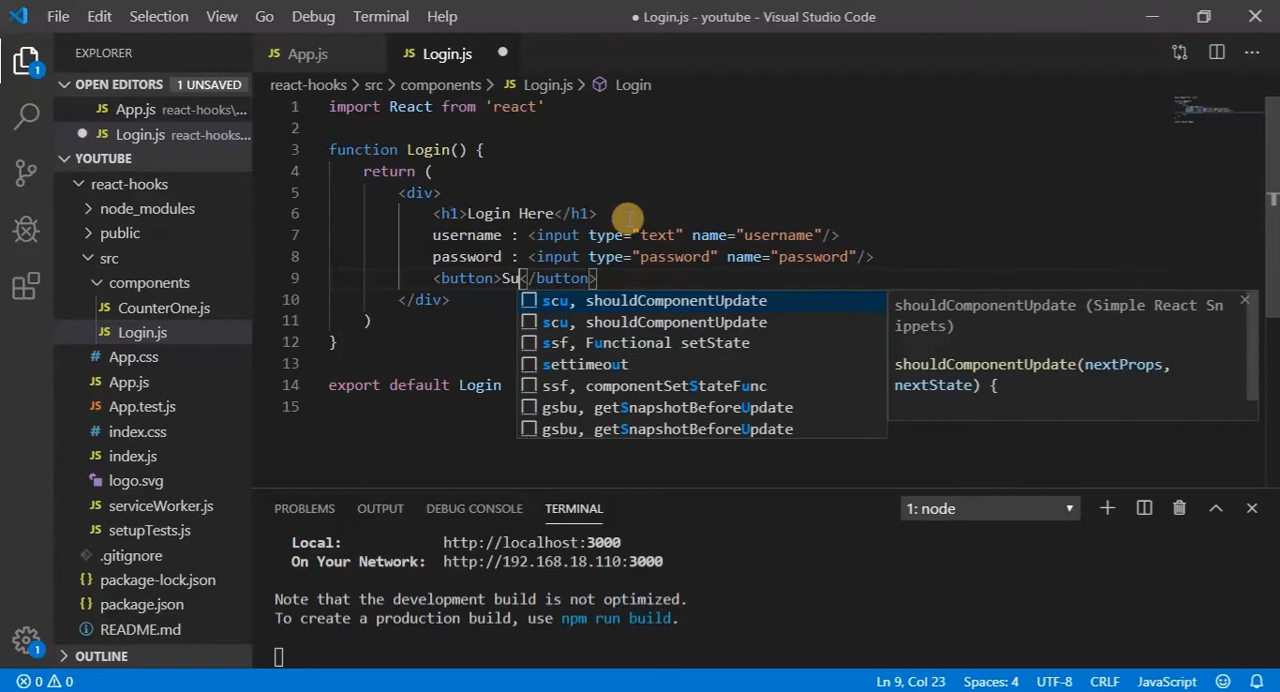 File Edit Selection View Go Debug Terminal Help
● Login.js - youtube - Visual Studio Code
1
1
EXPLORER
OPEN EDITORS 1 UNSAVED
JS App.js react-hooks\...
JS Login.js react-hooks...
YOUTUBE
react-hooks
node_modules
public
src
components
JS CounterOne.js
JS Login.js
# App.css
JS App.js
JS App.test.js
# index.css
JS index.js
logo.svg
JS serviceWorker.js
JS setupTests.js
.gitignore
{} package-lock.json
{} package.json
README.md
OUTLINE
JS App.js
JS Login.js
react-hooks > src > components > JS Login.js > Login
1 import React from 'react'
2
3 function Login() {
4 return (
5 <div>
6 <h1>Login Here</h1>
7 username : <input type="text" name="username"/>
8 password : <input type="password" name="password"/>
9 <button>Su</button>
10 </div>
11 )
12 }
13
14 export default Login
15
scu, shouldComponentUpdate
scu, shouldComponentUpdate
ssf, Functional setState
settimeout
ssf, componentSetStateFunc
gsbu, getSnapshotBeforeUpdate
gsbu, getSnapshotBeforeUpdate
shouldComponentUpdate (Simple React Sn
ippets)
shouldComponentUpdate(nextProps,
nextState) {
PROBLEMS OUTPUT DEBUG CONSOLE TERMINAL
1: node
Local: http://localhost:3000
On Your Network: http://192.168.18.110:3000
Note that the development build is not optimized.
To create a production build, use npm run build.
0 0
Ln 9, Col 23 Spaces: 4 UTF-8 CRLF JavaScript